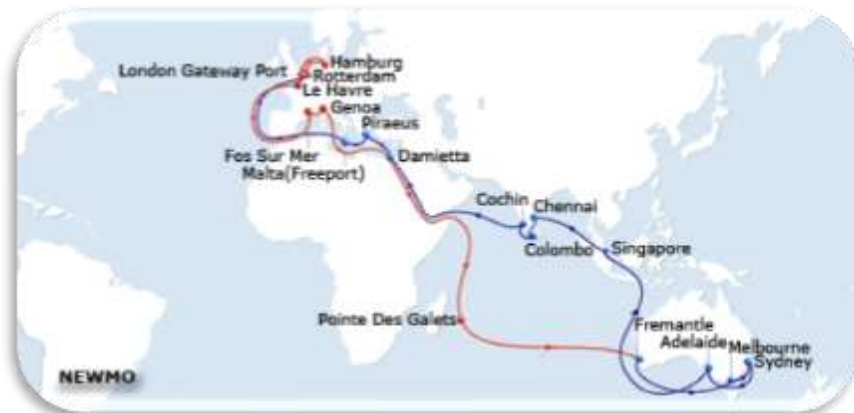 Hamburg
London Gateway Port
Rotterdam
Le Havre
Genoa
Piraeus
Fos Sur Mer
Malta(Freeport)
Damietta
Cochin
Chennai
Colombo
Singapore
Pointe Des Galets
Fremantle
Adelaide
Melbourne
Sydney
NEWMO